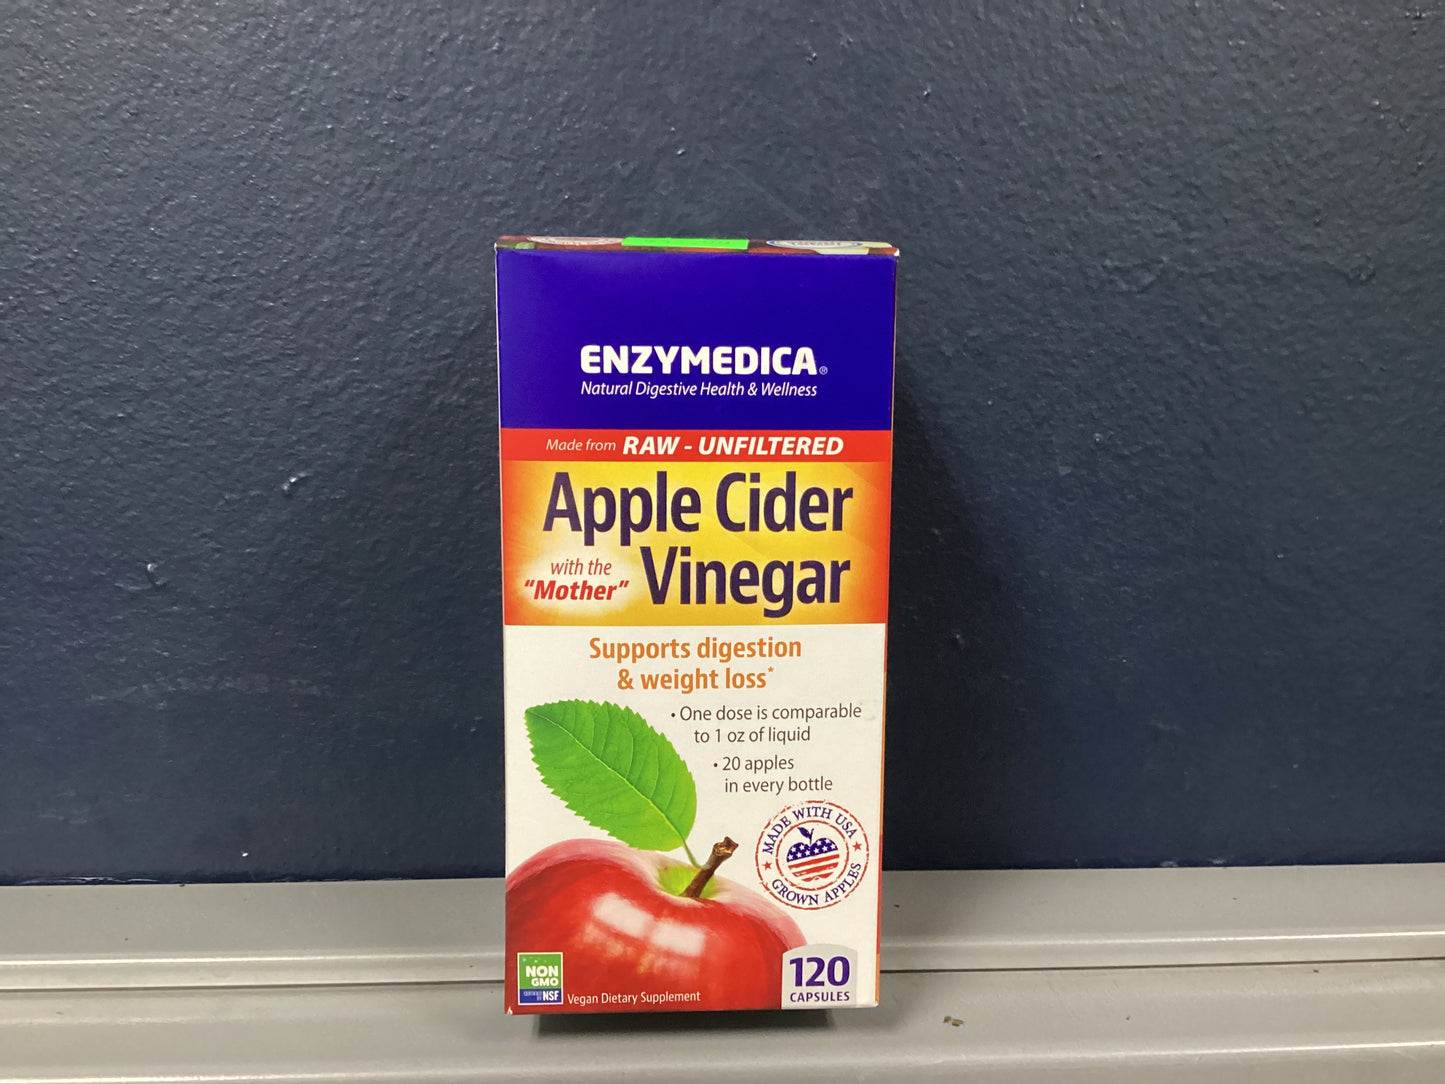 ENZYMEDICA®
Natural Digestive Health & Wellness
Made from RAW - UNFILTERED
Apple Cider
with the
"Mother"
Vinegar
Supports digestion
& weight loss*
• One dose is comparable
to 1 oz of liquid
• 20 apples
in every bottle
MADE WITH USA
GROWN APPLES
NON
GMO
NSF
Vegan Dietary Supplement
120
CAPSULES